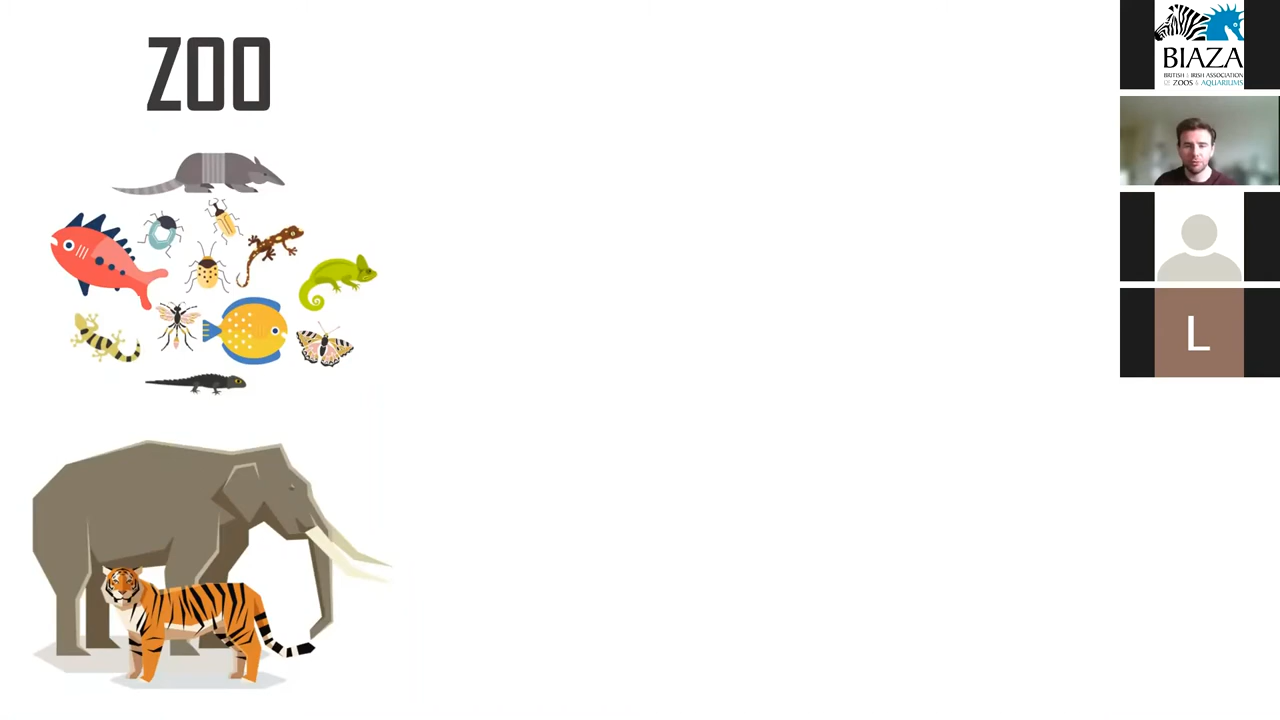 ZOO
BIAZA
BRITISH & IRISH ASSOCIATION
OF ZOOS & AQUARIUMS
L